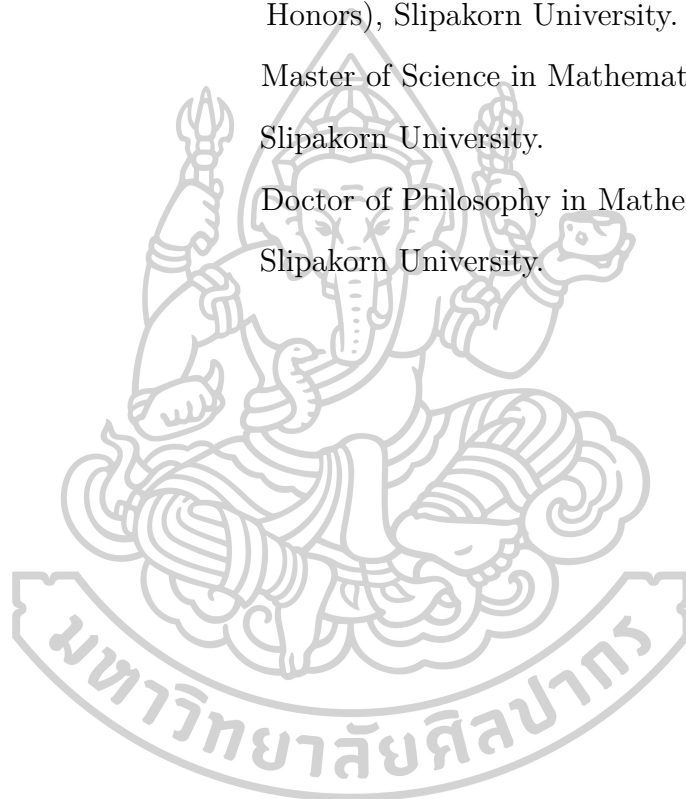 Honors), Slipakorn University.
Master of Science in Mathemat
Slipakorn University.
Doctor of Philosophy in Mathe
Slipakorn University.
มหาวิทยาลัยศิลปากร